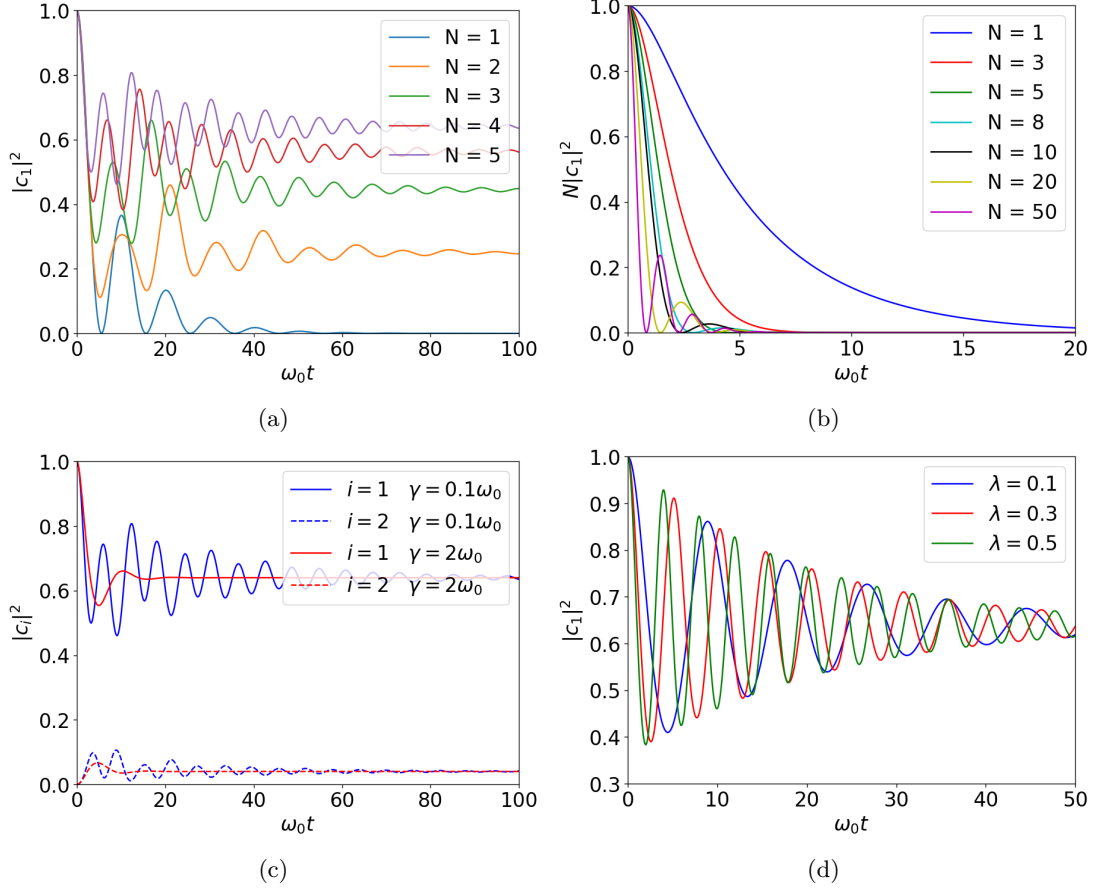 1.0
0.8
0.6
0.4
0.2
0.0
|c₁|²
0 20 40 60 80 100
ω₀t
N = 1
N = 2
N = 3
N = 4
N = 5
(a)
1.0
0.8
0.6
0.4
0.2
0.0
N|c₁|²
0 5 10 15 20
ω₀t
N = 1
N = 3
N = 5
N = 8
N = 10
N = 20
N = 50
(b)
1.0
0.8
0.6
0.4
0.2
0.0
|cᵢ|²
0 20 40 60 80 100
ω₀t
i = 1 γ = 0.1ω₀
i = 2 γ = 0.1ω₀
i = 1 γ = 2ω₀
i = 2 γ = 2ω₀
(c)
1.0
0.9
0.8
0.7
0.6
0.5
0.4
0.3
|c₁|²
0 10 20 30 40 50
ω₀t
λ = 0.1
λ = 0.3
λ = 0.5
(d)